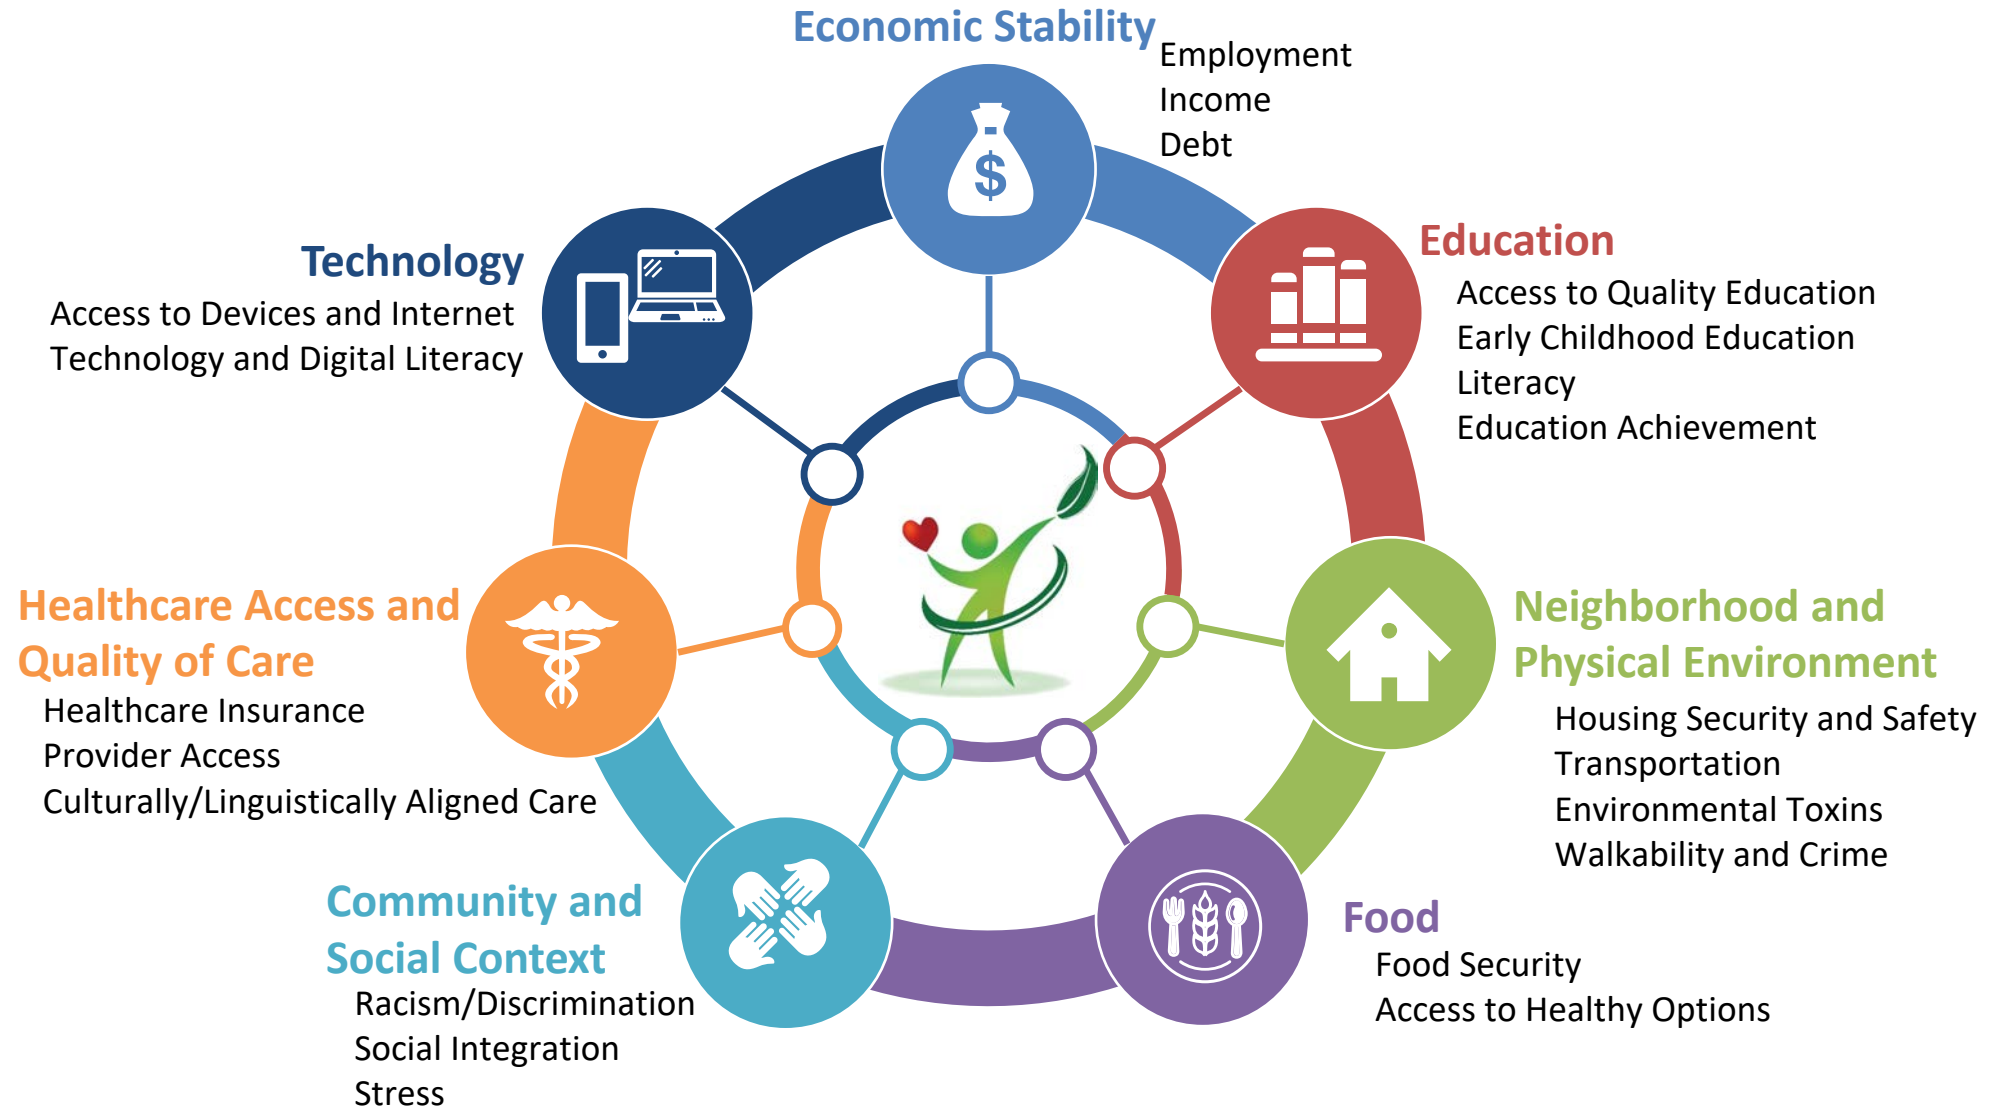 Economic Stability
Employment
Income
Debt
Education
Access to Quality Education
Early Childhood Education
Literacy
Education Achievement
Neighborhood and
Physical Environment
Housing Security and Safety
Transportation
Environmental Toxins
Walkability and Crime
Food
Food Security
Access to Healthy Options
Community and
Social Context
Racism/Discrimination
Social Integration
Stress
Healthcare Access and
Quality of Care
Healthcare Insurance
Provider Access
Culturally/Linguistically Aligned Care
Technology
Access to Devices and Internet
Technology and Digital Literacy
$